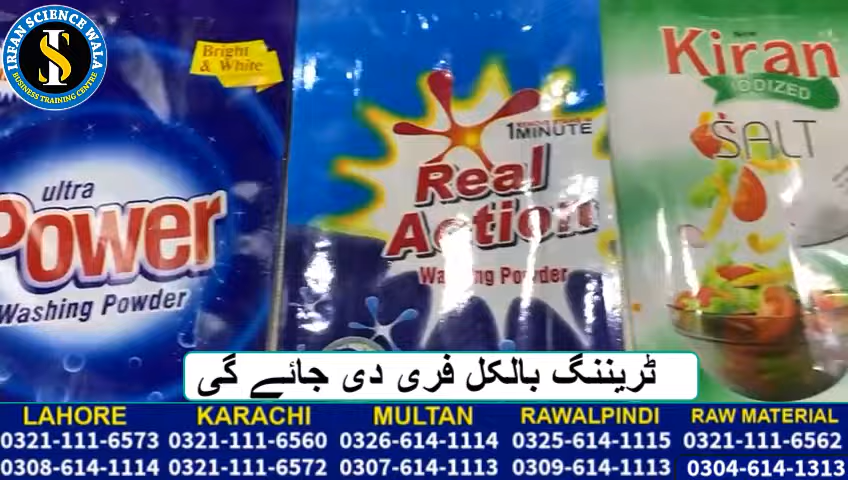 IRFAN SCIENCE WALA
IS
BUSINESS TRAINING CENTRE
Bright
& White
ultra
Power
Washing Powder
1 MINUTE
Real
Action
Washing Powder
Kiran
IODIZED
SALT
ٹریننگ بالکل فری دی جائے گی
LAHORE KARACHI MULTAN RAWALPINDI RAW MATERIAL
0321-111-6573 0321-111-6560 0326-614-1114 0325-614-1115 0321-111-6562
0308-614-1114 0321-111-6572 0307-614-1113 0309-614-1113 0304-614-1313